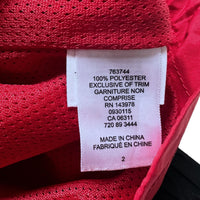 763744
100% POLYESTER
EXCLUSIVE OF TRIM
GARNITURE NON
COMPRISE
RN 143978
0930115
CA 06311
720 89 3444
MADE IN CHINA
FABRIQUÉ EN CHINE
2